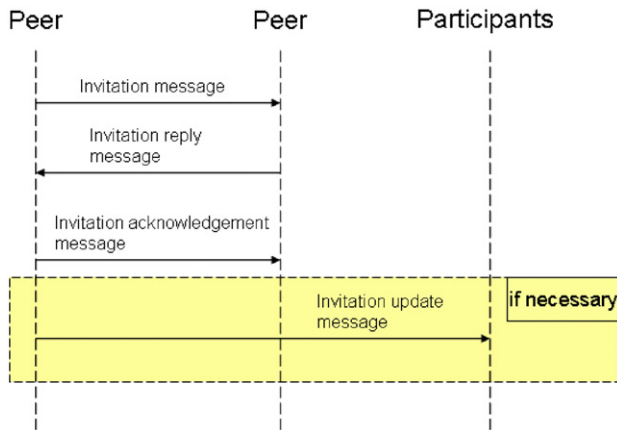 Peer Peer Participants
Invitation message
Invitation reply
message
Invitation acknowledgement
message
Invitation update
message
if necessary